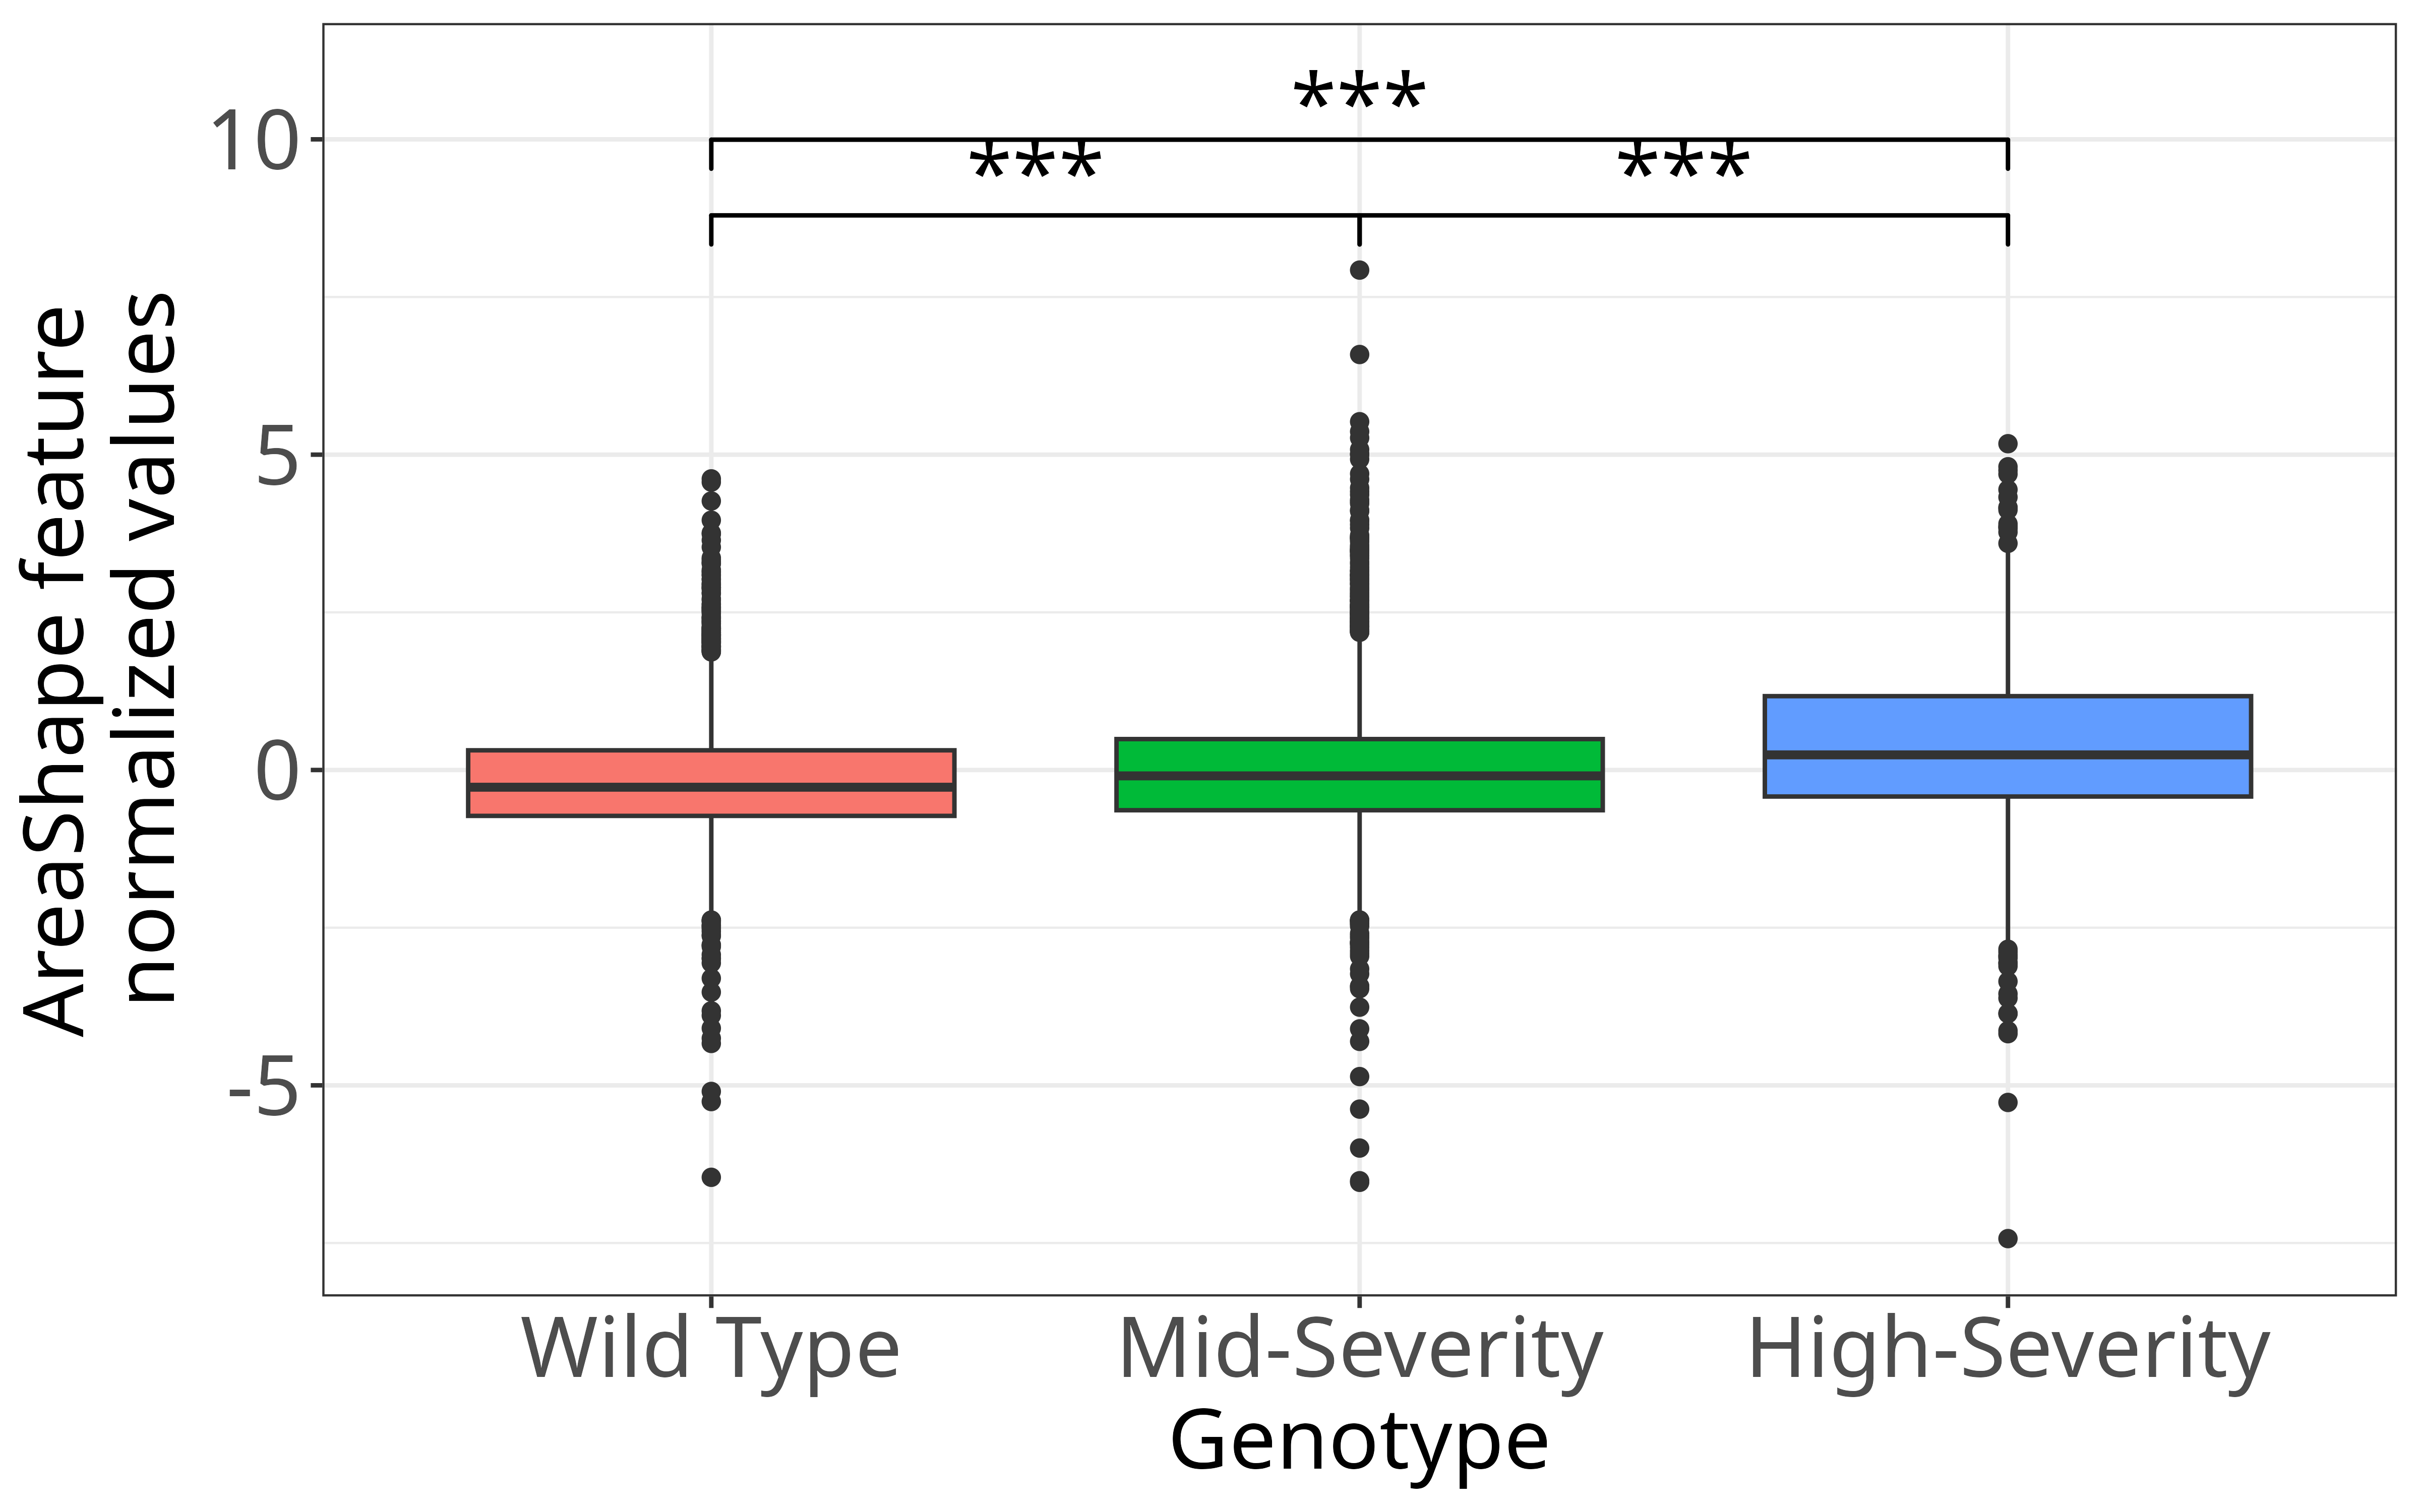 ***
*** ***
10
5
0
-5
AreaShape feature
normalized values
Wild Type Mid-Severity High-Severity
Genotype